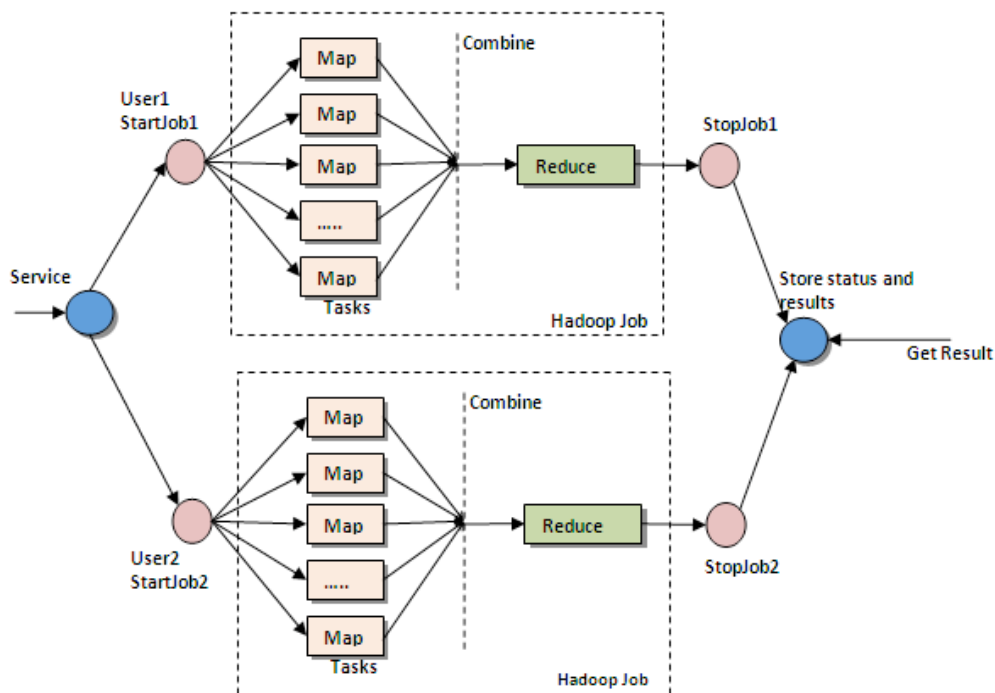 Combine
Map
User1
StartJob1
Map
StopJob1
Map
Reduce
.....
Service
Map
Tasks
Store status and
results
Hadoop Job
Get Result
Combine
Map
Map
Map
Reduce
User2
StartJob2
.....
StopJob2
Map
Tasks
Hadoop Job